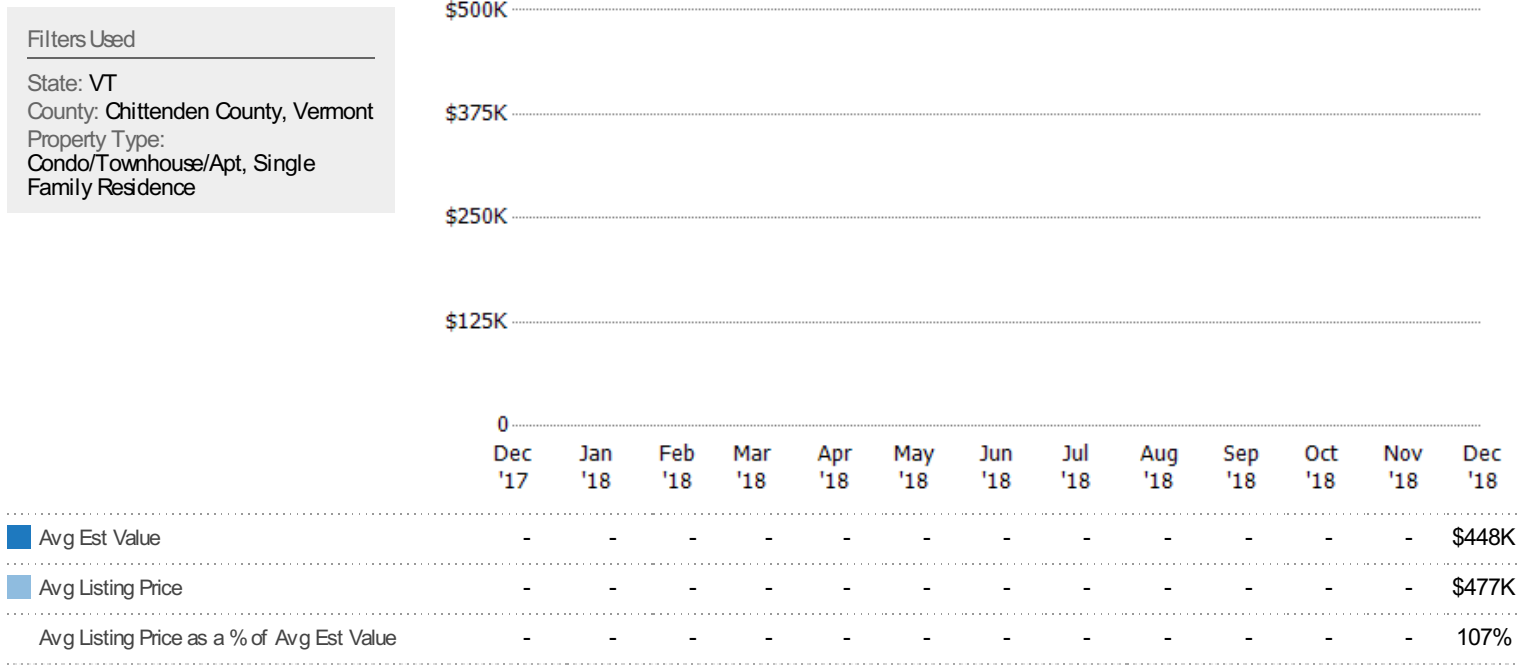 Filters Used
State: VT
County: Chittenden County, Vermont
Property Type:
Condo/Townhouse/Apt, Single
Family Residence
$500K
$375K
$250K
$125K
0
Dec Jan Feb Mar Apr May Jun Jul Aug Sep Oct Nov Dec
'17 '18 '18 '18 '18 '18 '18 '18 '18 '18 '18 '18 '18
Avg Est Value - - - - - - - - - - - - $448K
Avg Listing Price - - - - - - - - - - - - $477K
Avg Listing Price as a % of Avg Est Value - - - - - - - - - - - - 107%